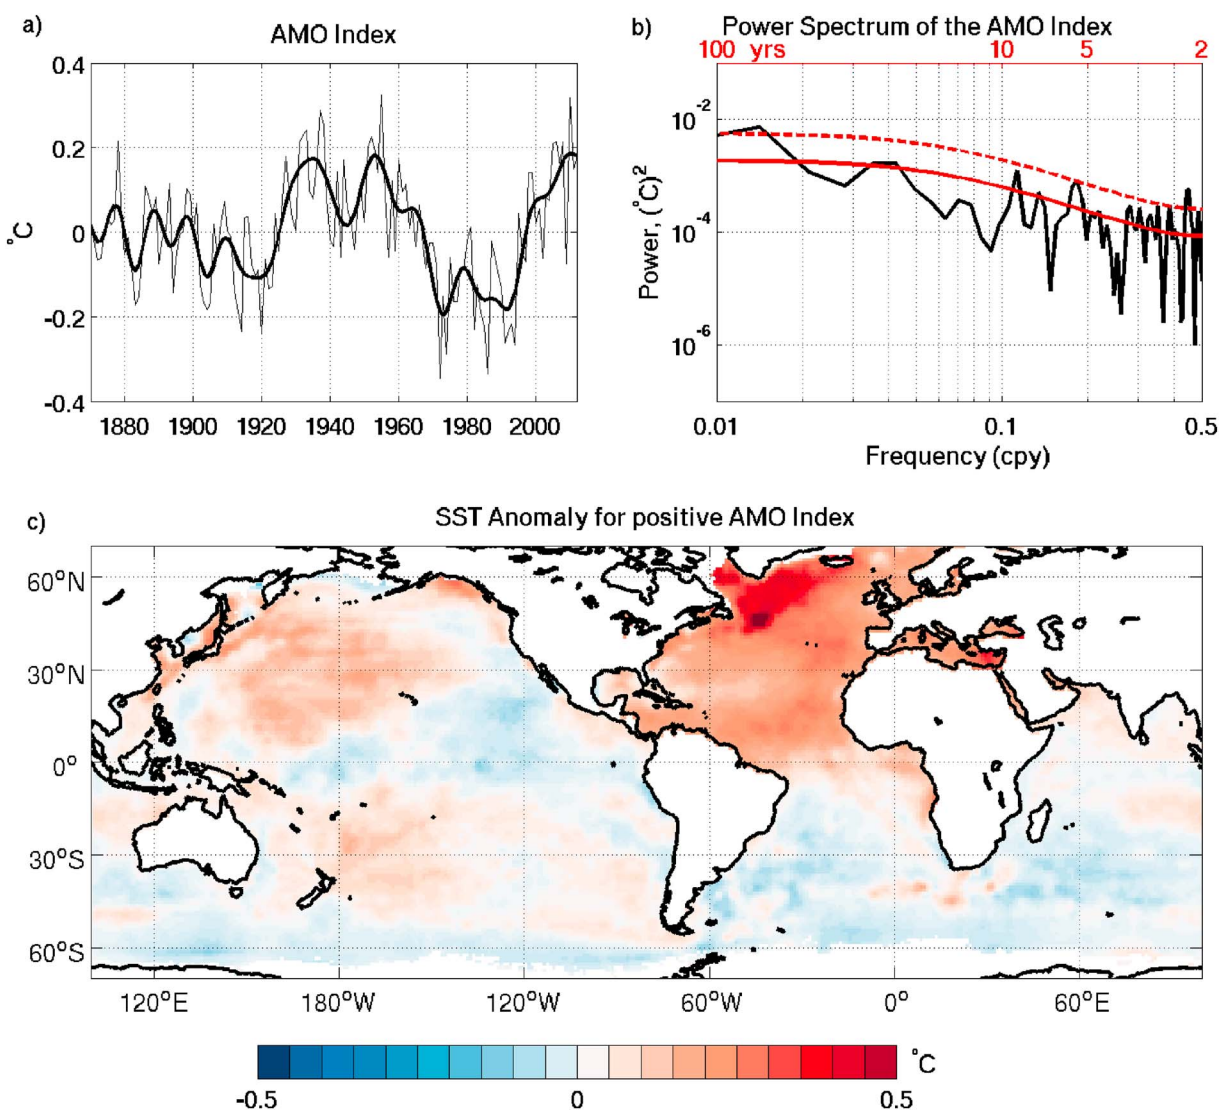 a)
AMO Index
0.4
0.2
0
-0.2
-0.4
°C
1880 1900 1920 1940 1960 1980 2000
b)
Power Spectrum of the AMO Index
100 yrs 10 5 2
10-2
10-4
10-6
Power, (°C)2
0.01 0.1 0.5
Frequency (cpy)
c)
SST Anomaly for positive AMO Index
60°N
30°N
0°
30°S
60°S
120°E 180°W 120°W 60°W 0° 60°E
°C
-0.5 0 0.5